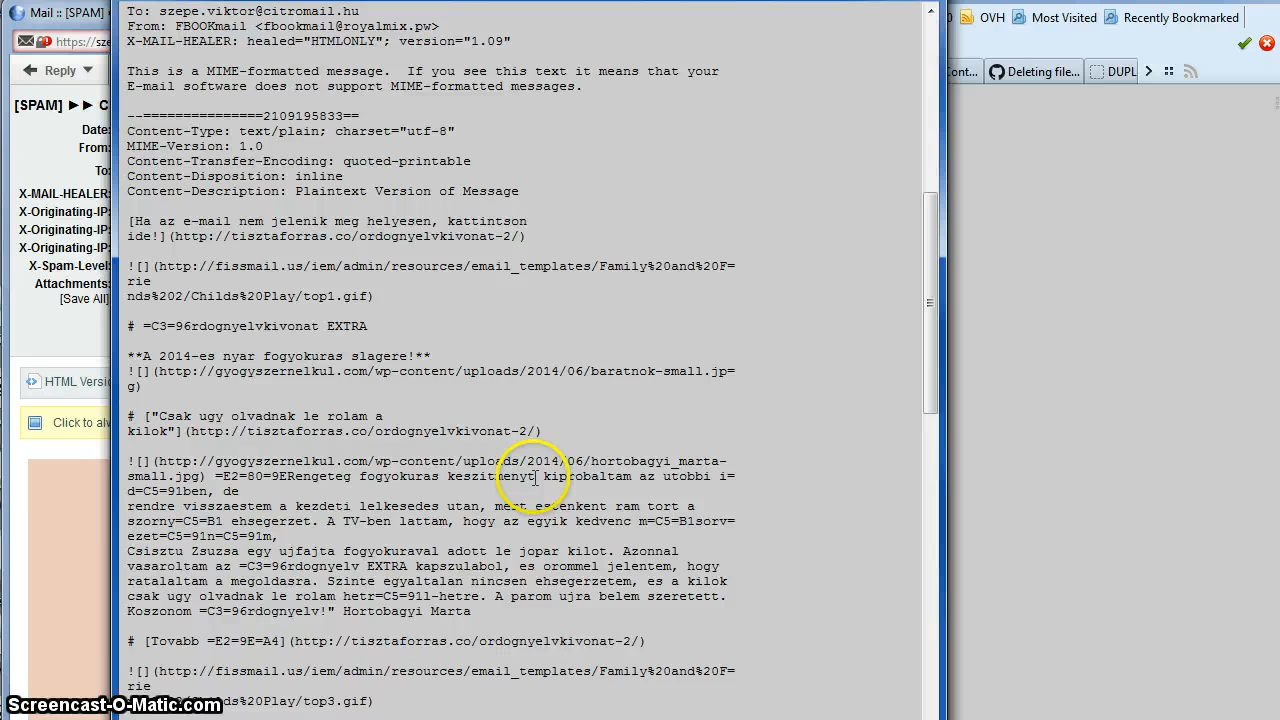 Mail :: [SPAM]
https://sze
Reply
[SPAM] ►► C
Date:
From:
To:
X-MAIL-HEALER:
X-Originating-IP:
X-Originating-IP:
X-Originating-IP:
X-Spam-Level:
Attachments:
[Save All]
HTML Versio
Click to alv
To: szepe.viktor@citromail.hu
From: FBOOKmail <fbookmail@royalmix.pw>
X-MAIL-HEALER: healed="HTMLONLY"; version="1.09"
This is a MIME-formatted message.  If you see this text it means that your
E-mail software does not support MIME-formatted messages.
--===============2109195833==
Content-Type: text/plain; charset="utf-8"
MIME-Version: 1.0
Content-Transfer-Encoding: quoted-printable
Content-Disposition: inline
Content-Description: Plaintext Version of Message
[Ha az e-mail nem jelenik meg helyesen, kattintson
ide!](http://tisztaforras.co/ordognyelvkivonat-2/)
![](http://fissmail.us/iem/admin/resources/email_templates/Family%20and%20F=
rie
nds%202/Childs%20Play/top1.gif)
# =C3=96rdognyelvkivonat EXTRA
**A 2014-es nyar fogyokuras slagere!**
![](http://gyogyszernelkul.com/wp-content/uploads/2014/06/baratnok-small.jp=
g)
# ["Csak ugy olvadnak le rolam a
kilok"](http://tisztaforras.co/ordognyelvkivonat-2/)
![](http://gyogyszernelkul.com/wp-content/uploads/2014/06/hortobagyi_marta-
small.jpg) =E2=80=9ERengeteg fogyokuras keszitmenyt kiprobaltam az utobbi i=
d=C5=91ben, de
rendre visszaestem a kezdeti lelkesedes utan, mert estenkent ram tort a
szorny=C5=B1 ehsegerzet. A TV-ben lattam, hogy az egyik kedvenc m=C5=B1sorv=
ezet=C5=91n=C5=91m,
Csisztu Zsuzsa egy ujfajta fogyokuraval adott le jopar kilot. Azonnal
vasaroltam az =C3=96rdognyelv EXTRA kapszulabol, es orommel jelentem, hogy
ratalaltam a megoldasra. Szinte egyaltalan nincsen ehsegerzetem, es a kilok
csak ugy olvadnak le rolam hetr=C5=91l-hetre. A parom ujra belem szeretett.
Koszonom =C3=96rdognyelv!" Hortobagyi Marta
# [Tovabb =E2=9E=A4](http://tisztaforras.co/ordognyelvkivonat-2/)
![](http://fissmail.us/iem/admin/resources/email_templates/Family%20and%20F=
rie
/Childs%20Play/top3.gif)
OVH
Most Visited
Recently Bookmarked
Cont...
Deleting file...
DUPL
Screencast-O-Matic.com